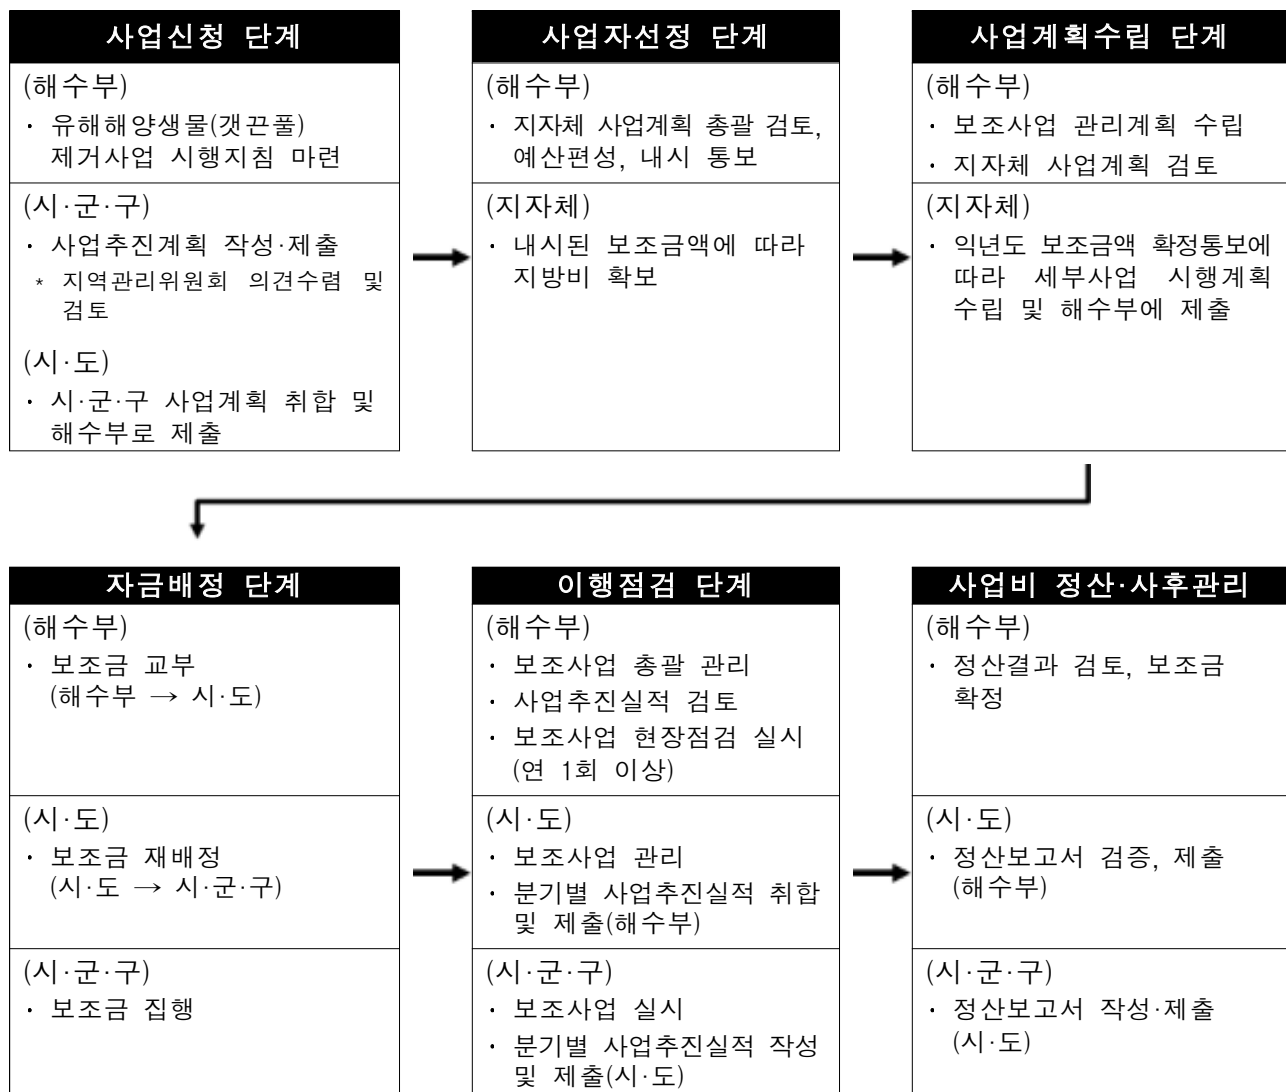 사업신청 단계
(해수부)
· 유해해양생물(갯끈풀)
제거사업 시행지침 마련
(시·군·구)
· 사업추진계획 작성·제출
* 지역관리위원회 의견수렴 및
검토
(시·도)
· 시·군·구 사업계획 취합 및
해수부로 제출
사업자선정 단계
(해수부)
· 지자체 사업계획 총괄 검토,
예산편성, 내시 통보
(지자체)
· 내시된 보조금액에 따라
지방비 확보
사업계획수립 단계
(해수부)
· 보조사업 관리계획 수립
· 지자체 사업계획 검토
(지자체)
· 익년도 보조금액 확정통보에
따라 세부사업 시행계획
수립 및 해수부에 제출
자금배정 단계
(해수부)
· 보조금 교부
(해수부 → 시·도)
(시·도)
· 보조금 재배정
(시·도 → 시·군·구)
(시·군·구)
· 보조금 집행
이행점검 단계
(해수부)
· 보조사업 총괄 관리
· 사업추진실적 검토
· 보조사업 현장점검 실시
(연 1회 이상)
(시·도)
· 보조사업 관리
· 분기별 사업추진실적 취합
및 제출(해수부)
(시·군·구)
· 보조사업 실시
· 분기별 사업추진실적 작성
및 제출(시·도)
사업비 정산·사후관리
(해수부)
· 정산결과 검토, 보조금
확정
(시·도)
· 정산보고서 검증, 제출
(해수부)
(시·군·구)
· 정산보고서 작성·제출
(시·도)